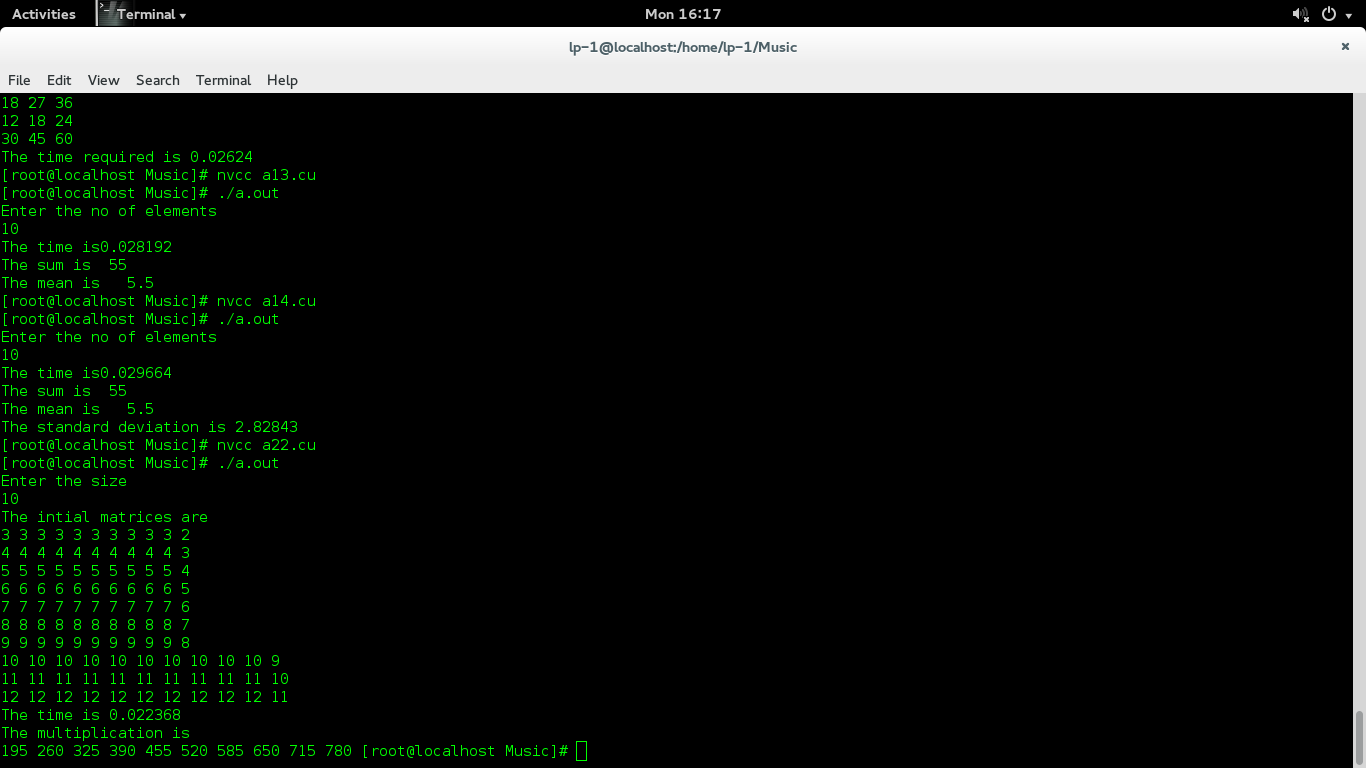 Activities Terminal Mon 16:17
lp-1@localhost:/home/lp-1/Music
File Edit View Search Terminal Help
18 27 36
12 18 24
30 45 60
The time required is 0.02624
[root@localhost Music]# nvcc a13.cu
[root@localhost Music]# ./a.out
Enter the no of elements
10
The time is0.028192
The sum is  55
The mean is   5.5
[root@localhost Music]# nvcc a14.cu
[root@localhost Music]# ./a.out
Enter the no of elements
10
The time is0.029664
The sum is  55
The mean is   5.5
The standard deviation is 2.82843
[root@localhost Music]# nvcc a22.cu
[root@localhost Music]# ./a.out
Enter the size
10
The intial matrices are
3 3 3 3 3 3 3 3 3 3 2
4 4 4 4 4 4 4 4 4 4 3
5 5 5 5 5 5 5 5 5 5 4
6 6 6 6 6 6 6 6 6 6 5
7 7 7 7 7 7 7 7 7 7 6
8 8 8 8 8 8 8 8 8 8 7
9 9 9 9 9 9 9 9 9 9 8
10 10 10 10 10 10 10 10 10 10 9
11 11 11 11 11 11 11 11 11 11 10
12 12 12 12 12 12 12 12 12 12 11
The time is 0.022368
The multiplication is
195 260 325 390 455 520 585 650 715 780 [root@localhost Music]#